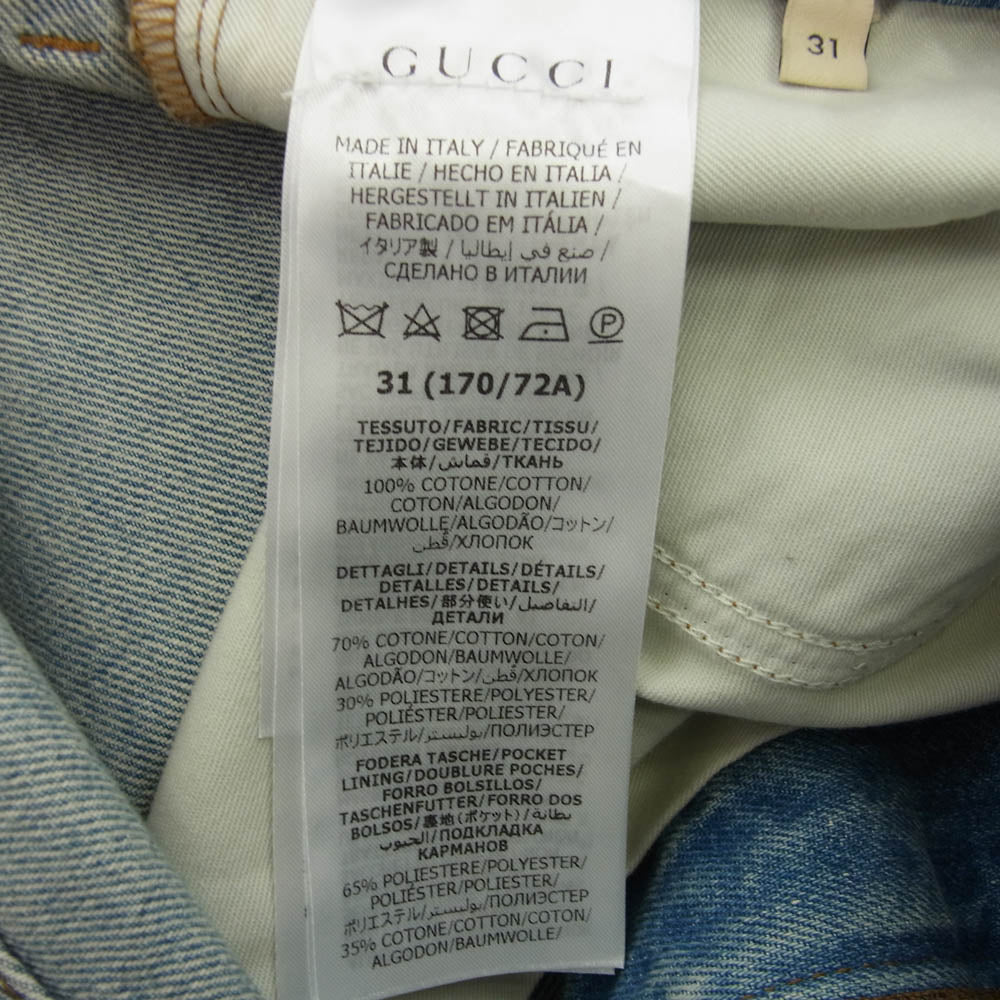 GUCCI
31
MADE IN ITALY / FABRIQUÉ EN
ITALIE / HECHO EN ITALIA /
HERGESTELLT IN ITALIEN /
FABRICADO EM ITÁLIA /
イタリア製 / صنع في إيطاليا /
СДЕЛАНО В ИТАЛИИ
P
31 (170/72A)
TESSUTO/FABRIC/TISSU/
TEJIDO/GEWEBE/TECIDO/
本体/قماش/ТКАНЬ
100% COTONE/COTTON/
COTON/ALGODON/
BAUMWOLLE/ALGODÃO/コットン/
قطن/ХЛОПОК
DETTAGLI/DETAILS/DÉTAILS/
DETALLES/DETAILS/
DETALHES/部分使い/التفاصيل/
ДЕТАЛИ
70% COTONE/COTTON/COTON/
ALGODON/BAUMWOLLE/
ALGODÃO/コットン/قطن/ХЛОПОК
30% POLIESTERE/POLYESTER/
POLIÉSTER/POLIESTER/
ポリエステル/بوليستر/ПОЛИЭСТЕР
FODERA TASCHE/POCKET
LINING/DOUBLURE POCHES/
FORRO BOLSILLOS/
TASCHENFUTTER/FORRO DOS
BOLSOS/裏地(ポケット)/بطانة
الجيوب/ПОДКЛАДКА
КАРМАНОВ
65% POLIESTERE/POLYESTER/
POLIÉSTER/POLIESTER/
ポリエステル/بوليستر/ПОЛИЭСТЕР
35% COTONE/COTTON/COTON/
ALGODON/BAUMWOLLE/